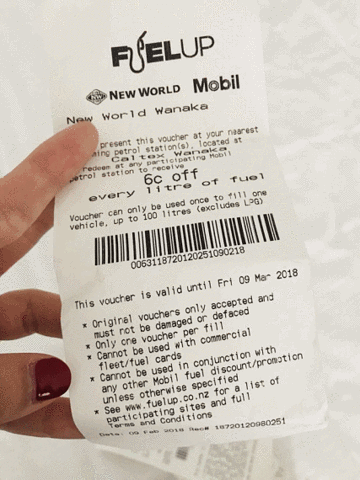 FUELUP
NEW WORLD Mobil
New World Wanaka
present this voucher at your nearest
petrol station(s), located at
Caltex Wanaka
redeem at any participating Mobil
petrol station to receive
6c off
every litre of fuel
Voucher can only be used once to fill one
vehicle, up to 100 litres (excludes LPG)
0063118720120251090218
This voucher is valid until Fri 09 Mar 2018
* Original vouchers only accepted and
must not be damaged or defaced
* Only one voucher per fill
* Cannot be used with commercial
fleet/fuel cards
* Cannot be used in conjunction with
any other Mobil fuel discount/promotion
unless otherwise specified
* See www.fuelup.co.nz for a list of
participating sites and full
Terms and Conditions
Date: 09 Feb 2018 Rec# 18720120980251